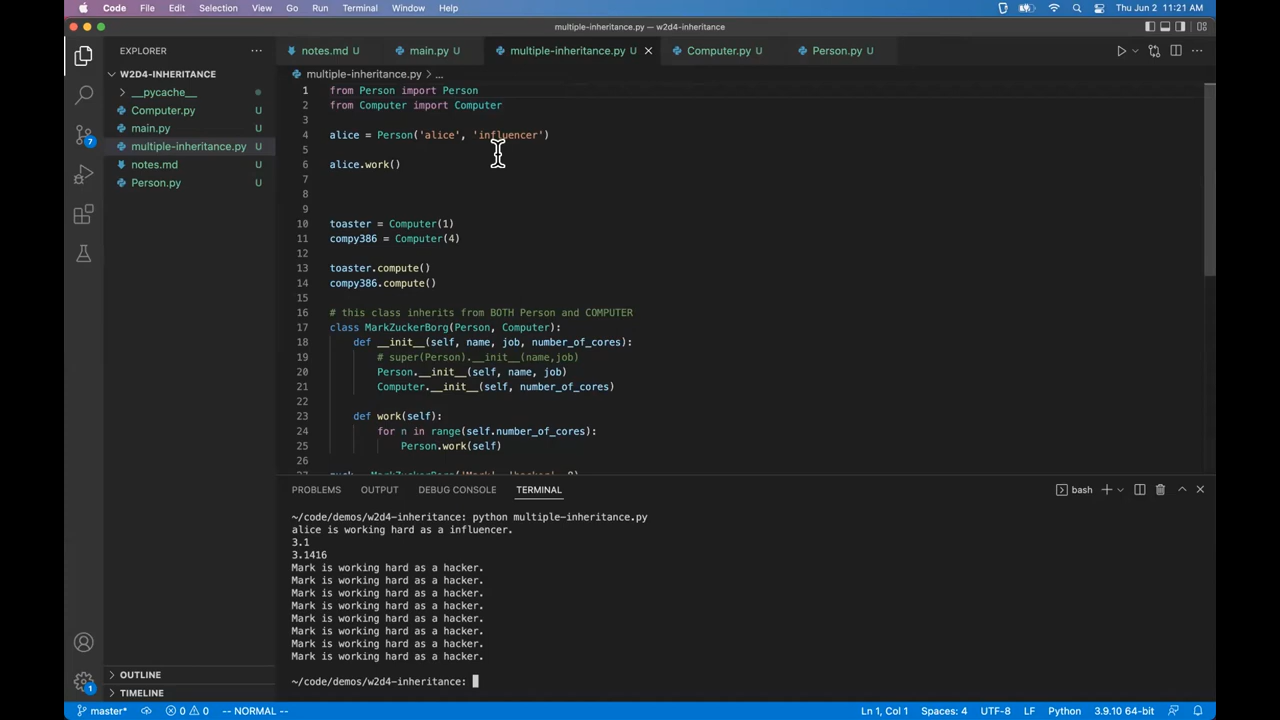 Code File Edit Selection View Go Run Terminal Window Help Thu Jun 2 11:21 AM
multiple-inheritance.py — w2d4-inheritance
EXPLORER
notes.md U main.py U multiple-inheritance.py U Computer.py U Person.py U
W2D4-INHERITANCE
__pycache__
Computer.py U
main.py U
multiple-inheritance.py U
notes.md U
Person.py U
multiple-inheritance.py > ...
1 from Person import Person
2 from Computer import Computer
3
4 alice = Person('alice', 'influencer')
5
6 alice.work()
7
8
9
10 toaster = Computer(1)
11 compy386 = Computer(4)
12
13 toaster.compute()
14 compy386.compute()
15
16 # this class inherits from BOTH Person and COMPUTER
17 class MarkZuckerBorg(Person, Computer):
18 def __init__(self, name, job, number_of_cores):
19 # super(Person).__init__(name,job)
20 Person.__init__(self, name, job)
21 Computer.__init__(self, number_of_cores)
22
23 def work(self):
24 for n in range(self.number_of_cores):
25 Person.work(self)
26
7
1
OUTLINE
TIMELINE
PROBLEMS OUTPUT DEBUG CONSOLE TERMINAL bash
~/code/demos/w2d4-inheritance: python multiple-inheritance.py
alice is working hard as a influencer.
3.1
3.1416
Mark is working hard as a hacker.
Mark is working hard as a hacker.
Mark is working hard as a hacker.
Mark is working hard as a hacker.
Mark is working hard as a hacker.
Mark is working hard as a hacker.
Mark is working hard as a hacker.
Mark is working hard as a hacker.
~/code/demos/w2d4-inheritance:
master* 0 0 -- NORMAL -- Ln 1, Col 1 Spaces: 4 UTF-8 LF Python 3.9.10 64-bit